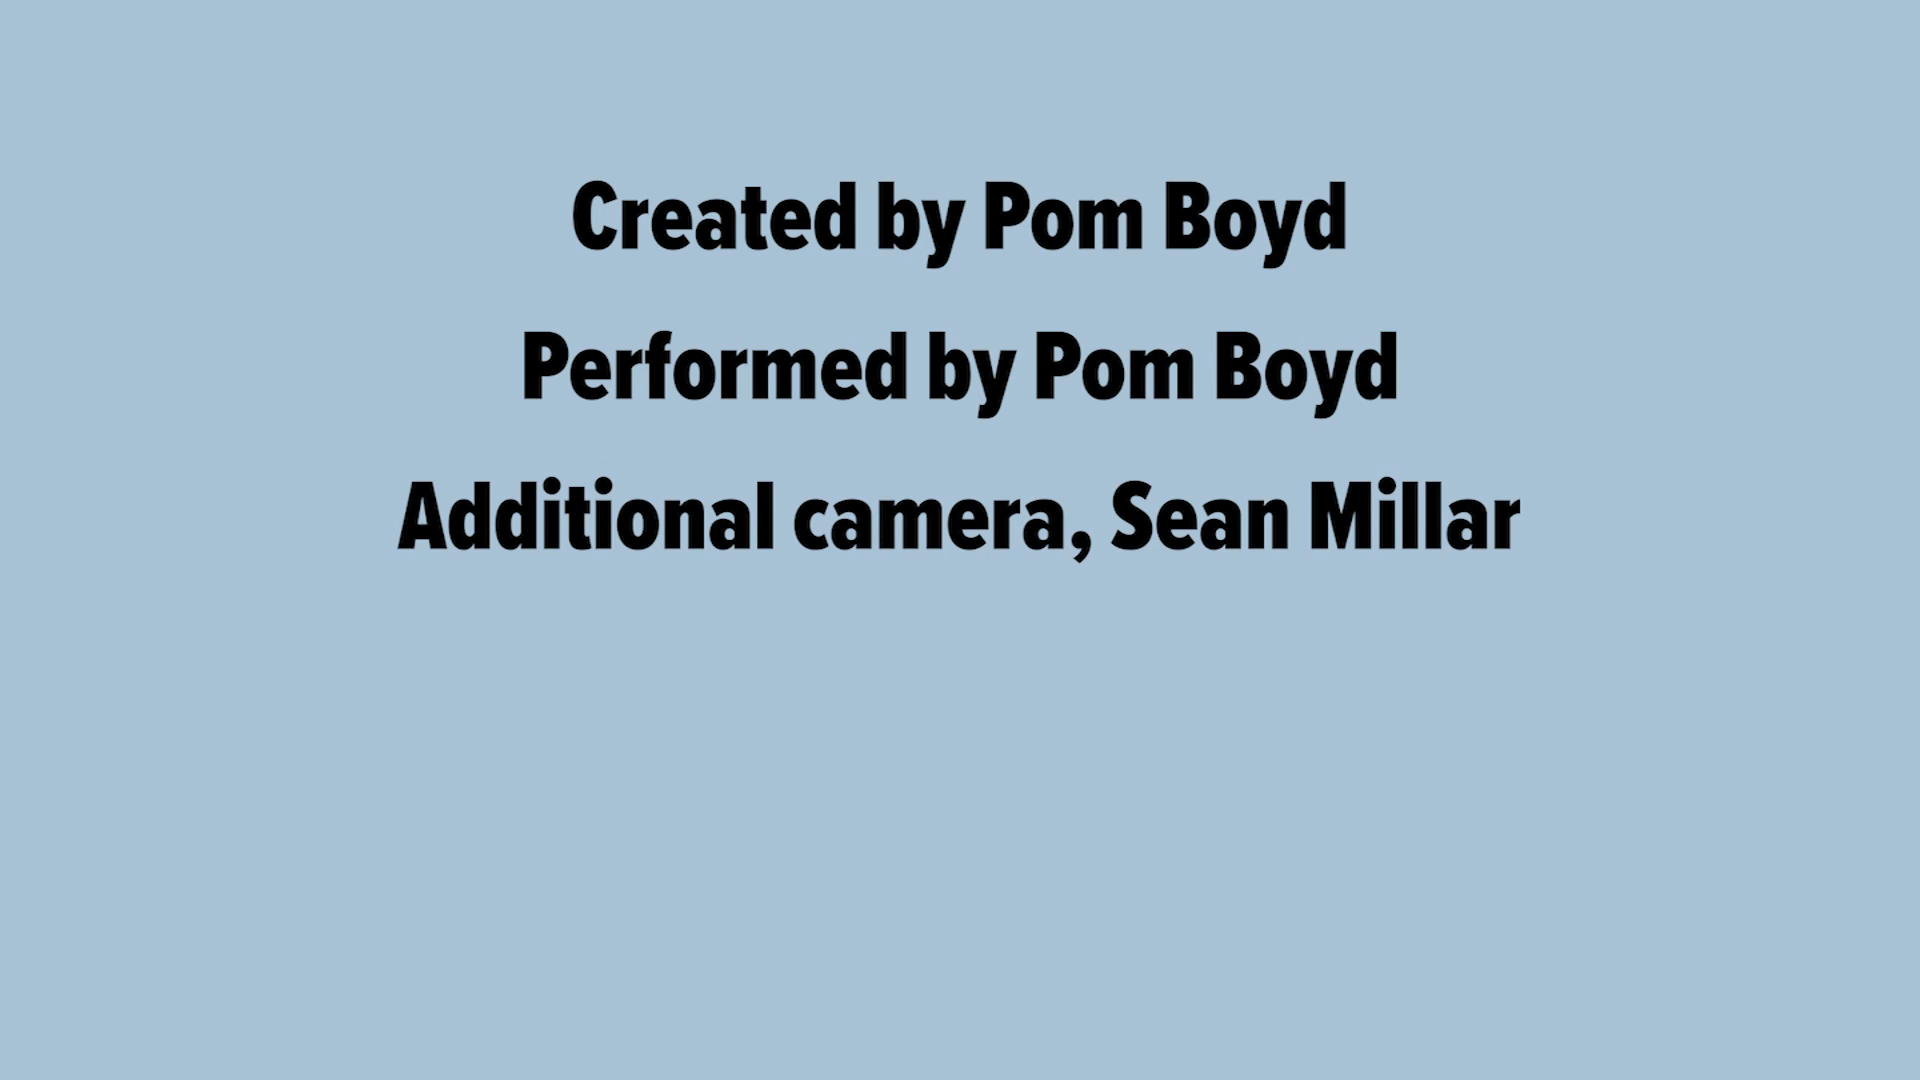 Created by Pom Boyd
Performed by Pom Boyd
Additional camera, Sean Millar